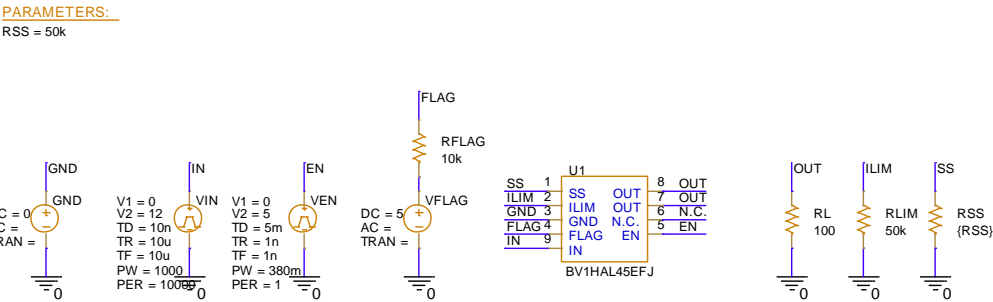 PARAMETERS:
RSS = 50k
GND
GND
C = 0
C =
RAN =
0
IN
VIN
V1 = 0
V2 = 12
TD = 10n
TR = 10u
TF = 10u
PW = 1000
PER = 10000
0
EN
VEN
V1 = 0
V2 = 5
TD = 5m
TR = 1n
TF = 1n
PW = 380m
PER = 1
0
FLAG
RFLAG
10k
VFLAG
DC = 5
AC =
TRAN =
0
U1
SS 1 SS OUT 8 OUT
ILIM 2 ILIM OUT 7 OUT
GND 3 GND N.C. 6 N.C.
FLAG 4 FLAG EN 5 EN
IN 9 IN
BV1HAL45EFJ
OUT
RL
100
0
ILIM
RLIM
50k
0
SS
RSS
{RSS}
0